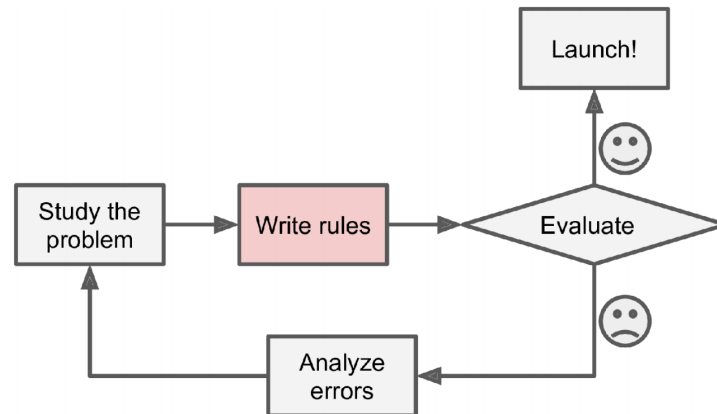 Launch!
Study the
problem
Write rules
Evaluate
Analyze
errors